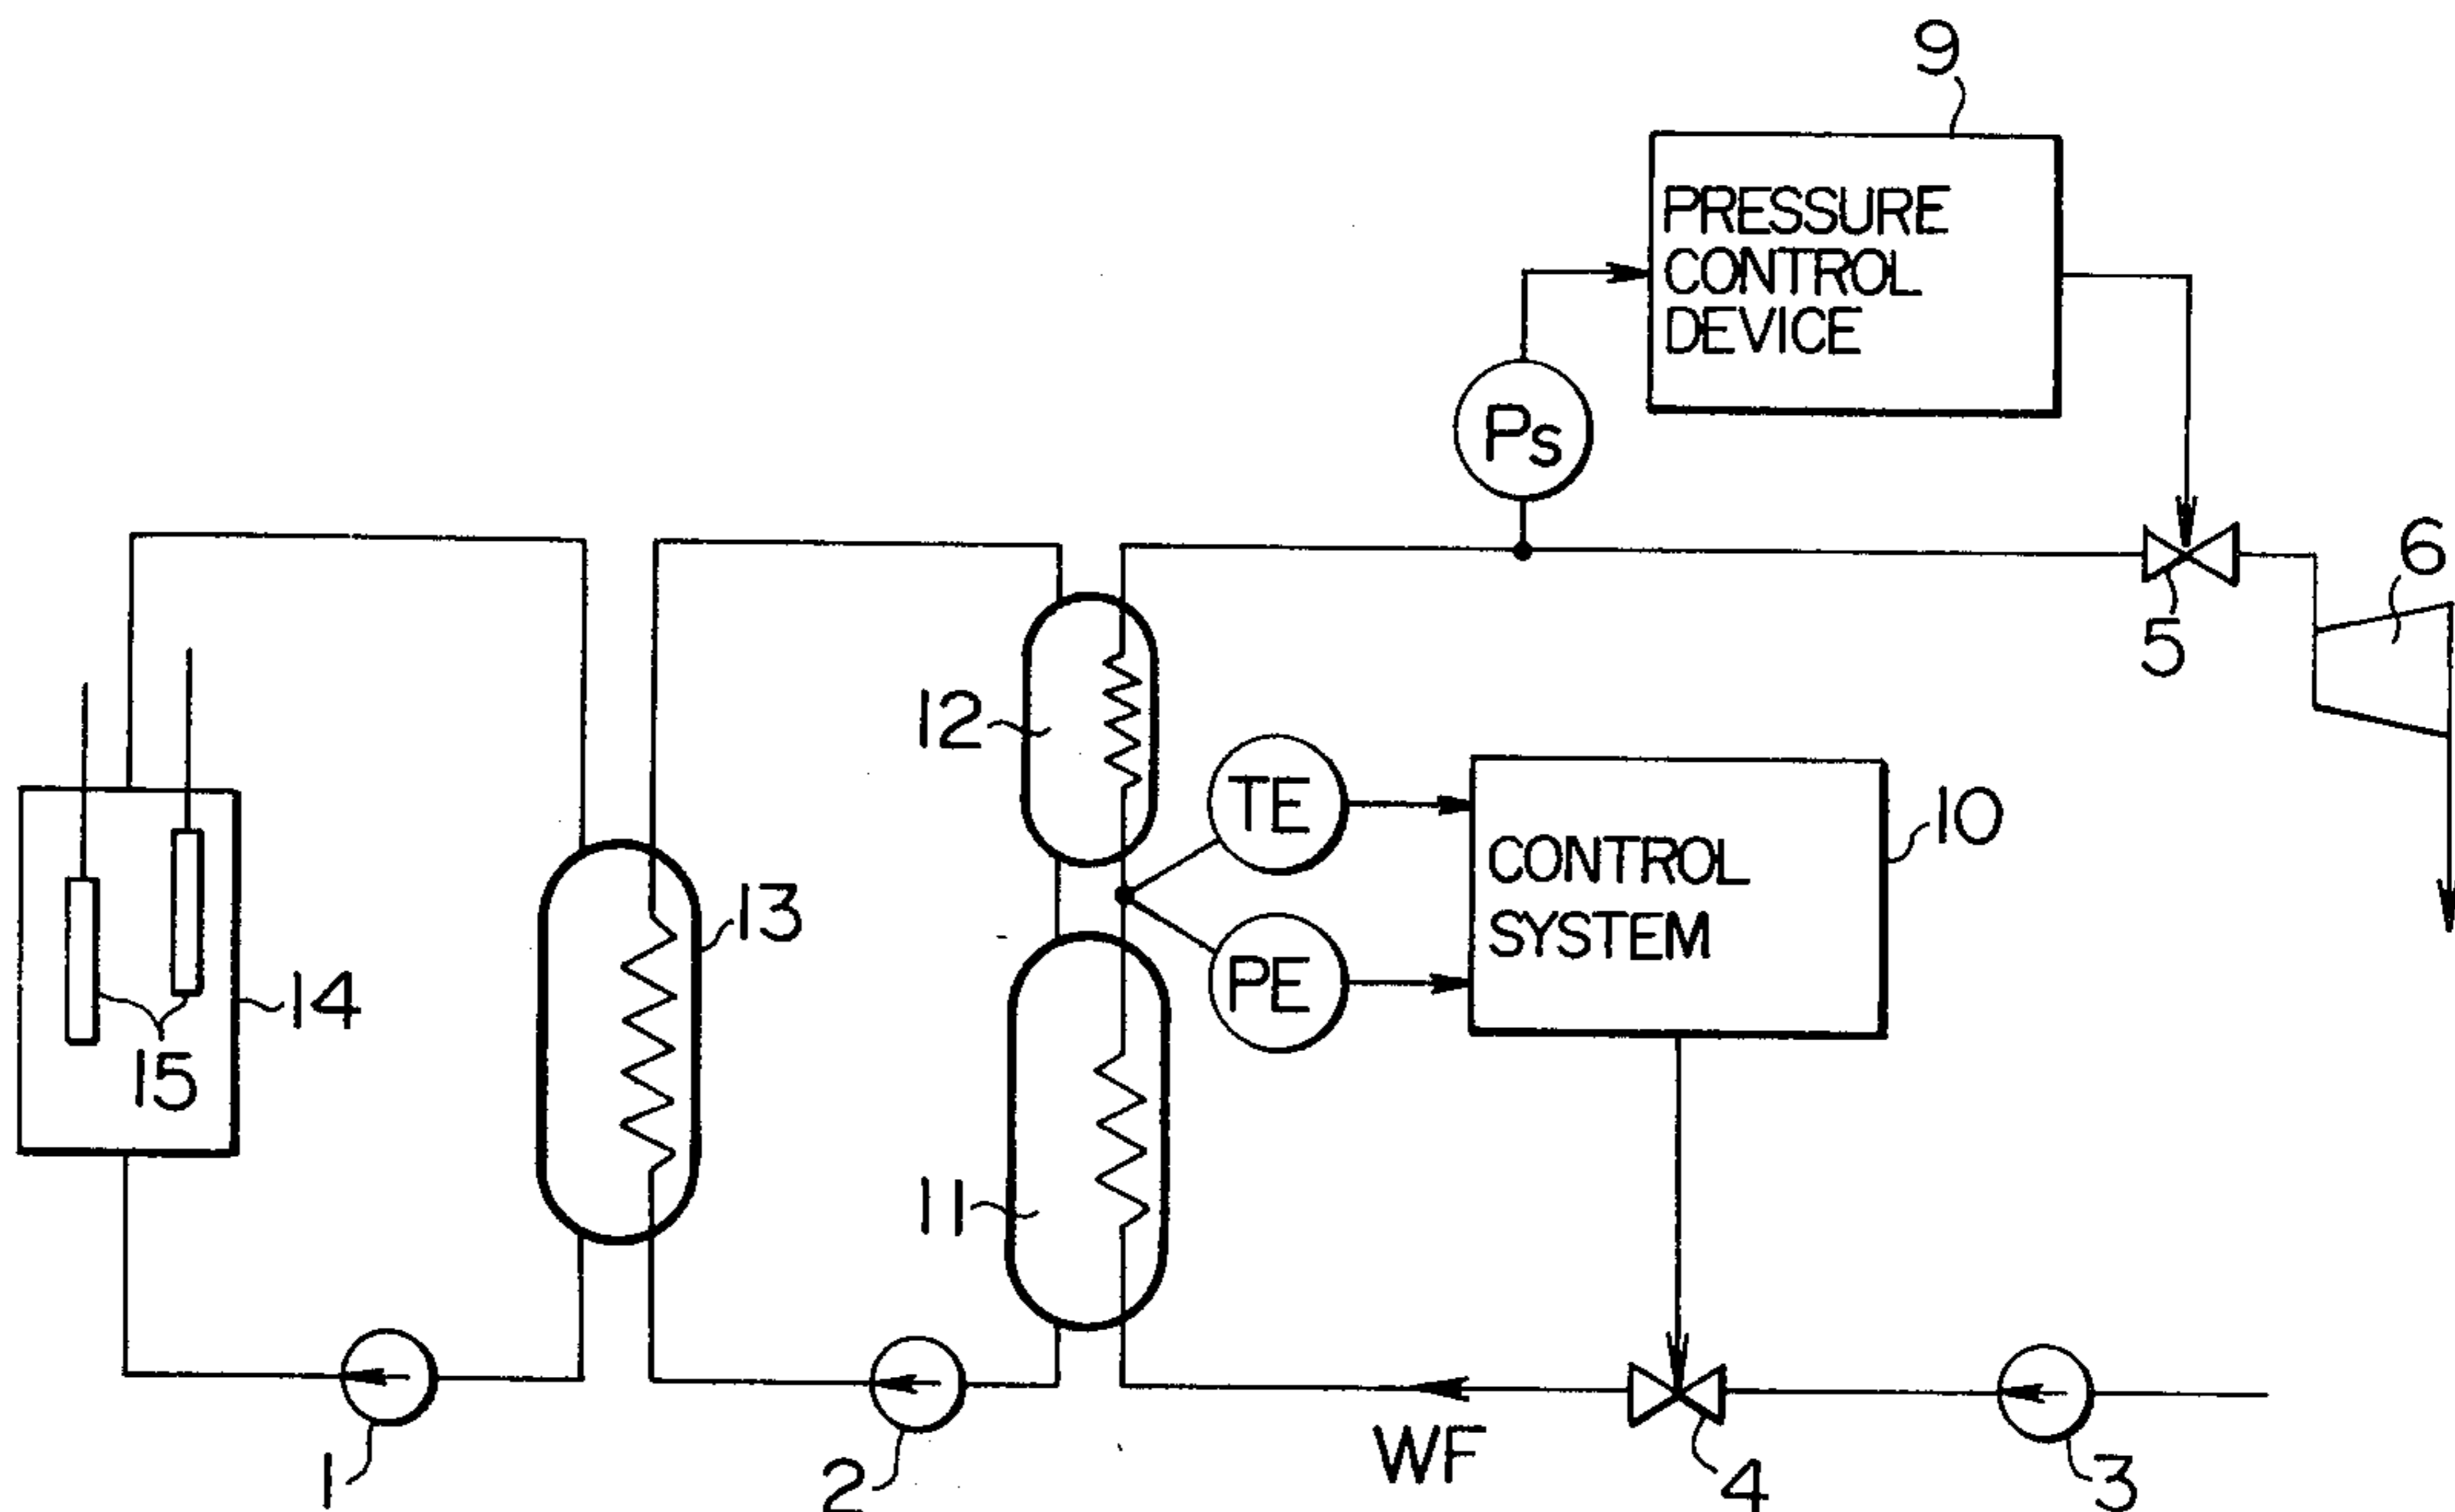 9
PRESSURE
CONTROL
DEVICE
Ps
6
5
12
TE
10
CONTROL
SYSTEM
13
PE
14
15
11
WF
1
2
4
3